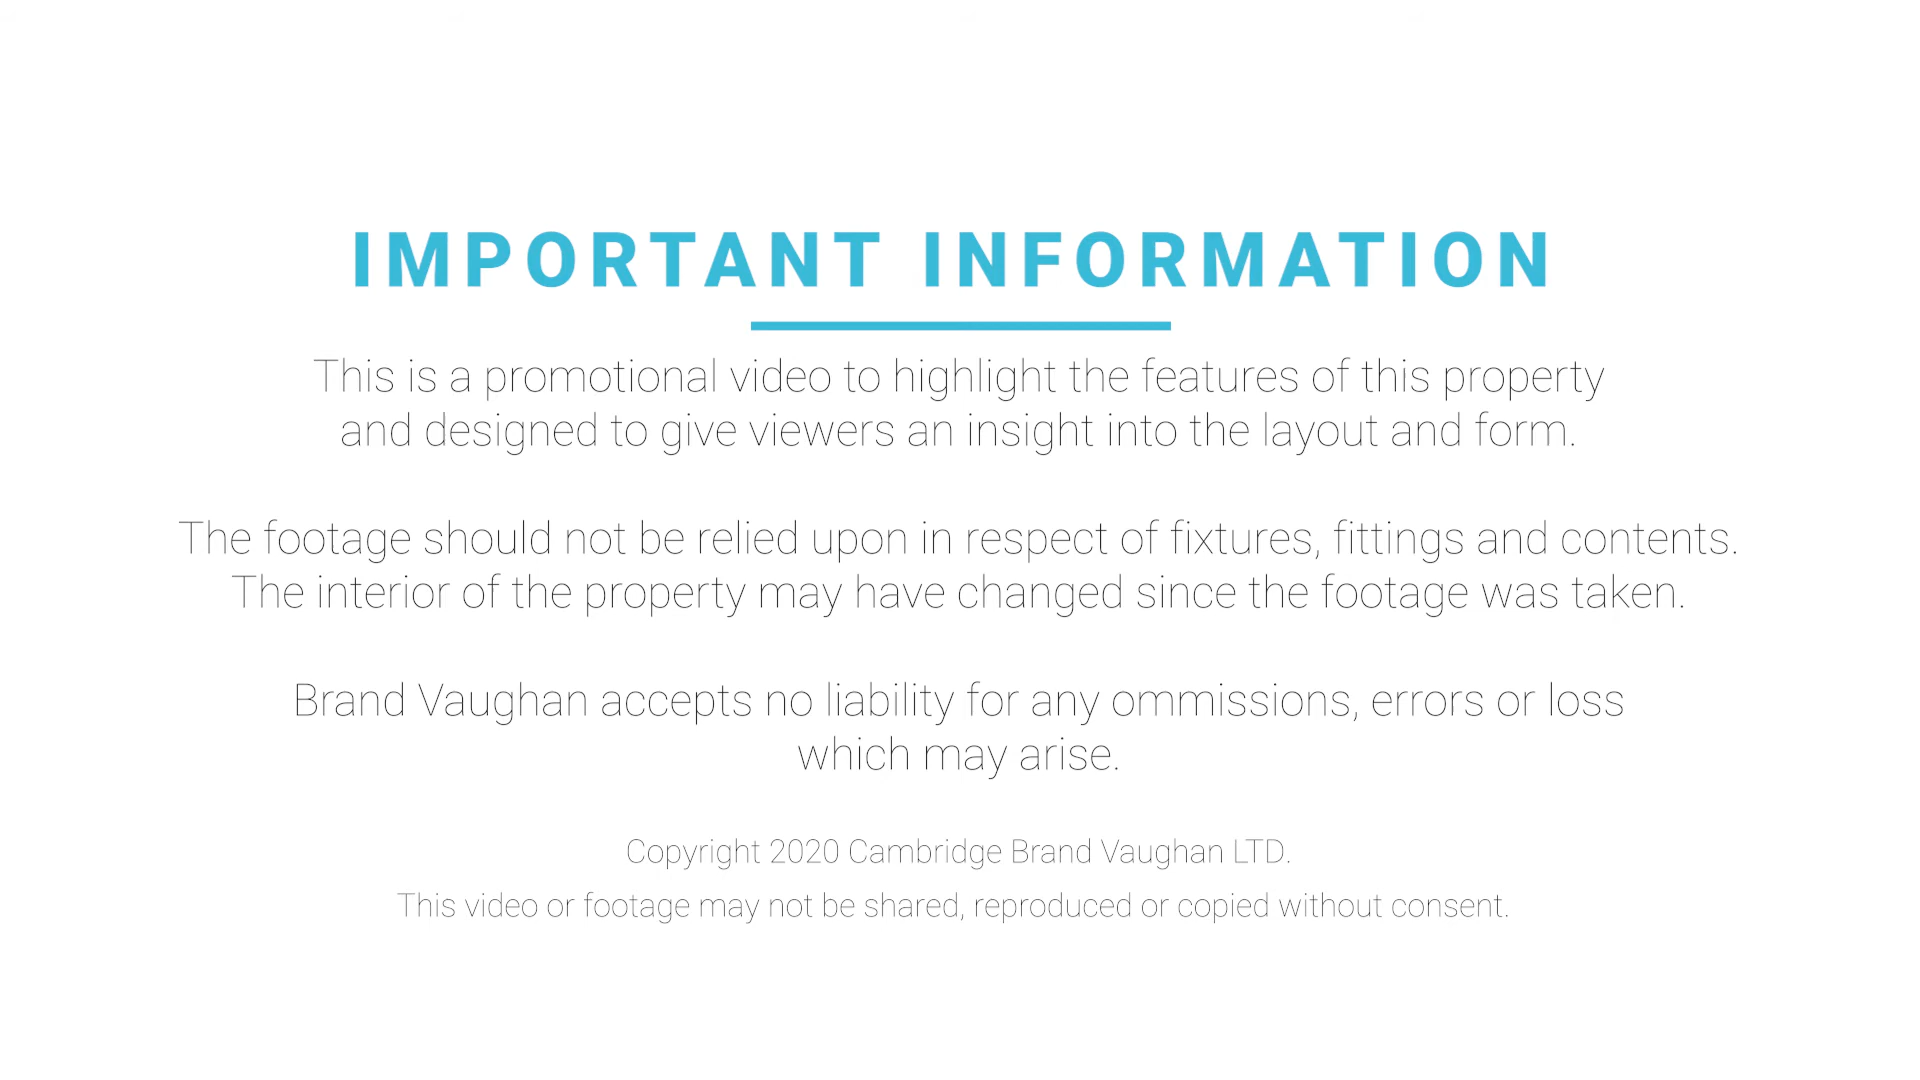 IMPORTANT INFORMATION
This is a promotional video to highlight the features of this property
and designed to give viewers an insight into the layout and form.
The footage should not be relied upon in respect of fixtures, fittings and contents.
The interior of the property may have changed since the footage was taken.
Brand Vaughan accepts no liability for any ommissions, errors or loss
which may arise.
Copyright 2020 Cambridge Brand Vaughan LTD.
This video or footage may not be shared, reproduced or copied without consent.